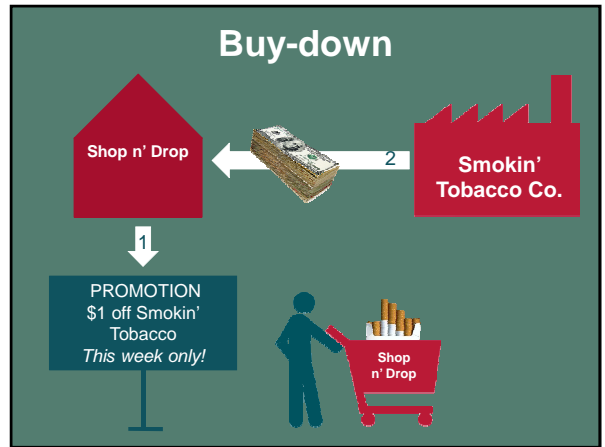 Buy-down
Shop n' Drop
2
Smokin'
Tobacco Co.
1
PROMOTION
$1 off Smokin'
Tobacco
This week only!
Shop
n' Drop